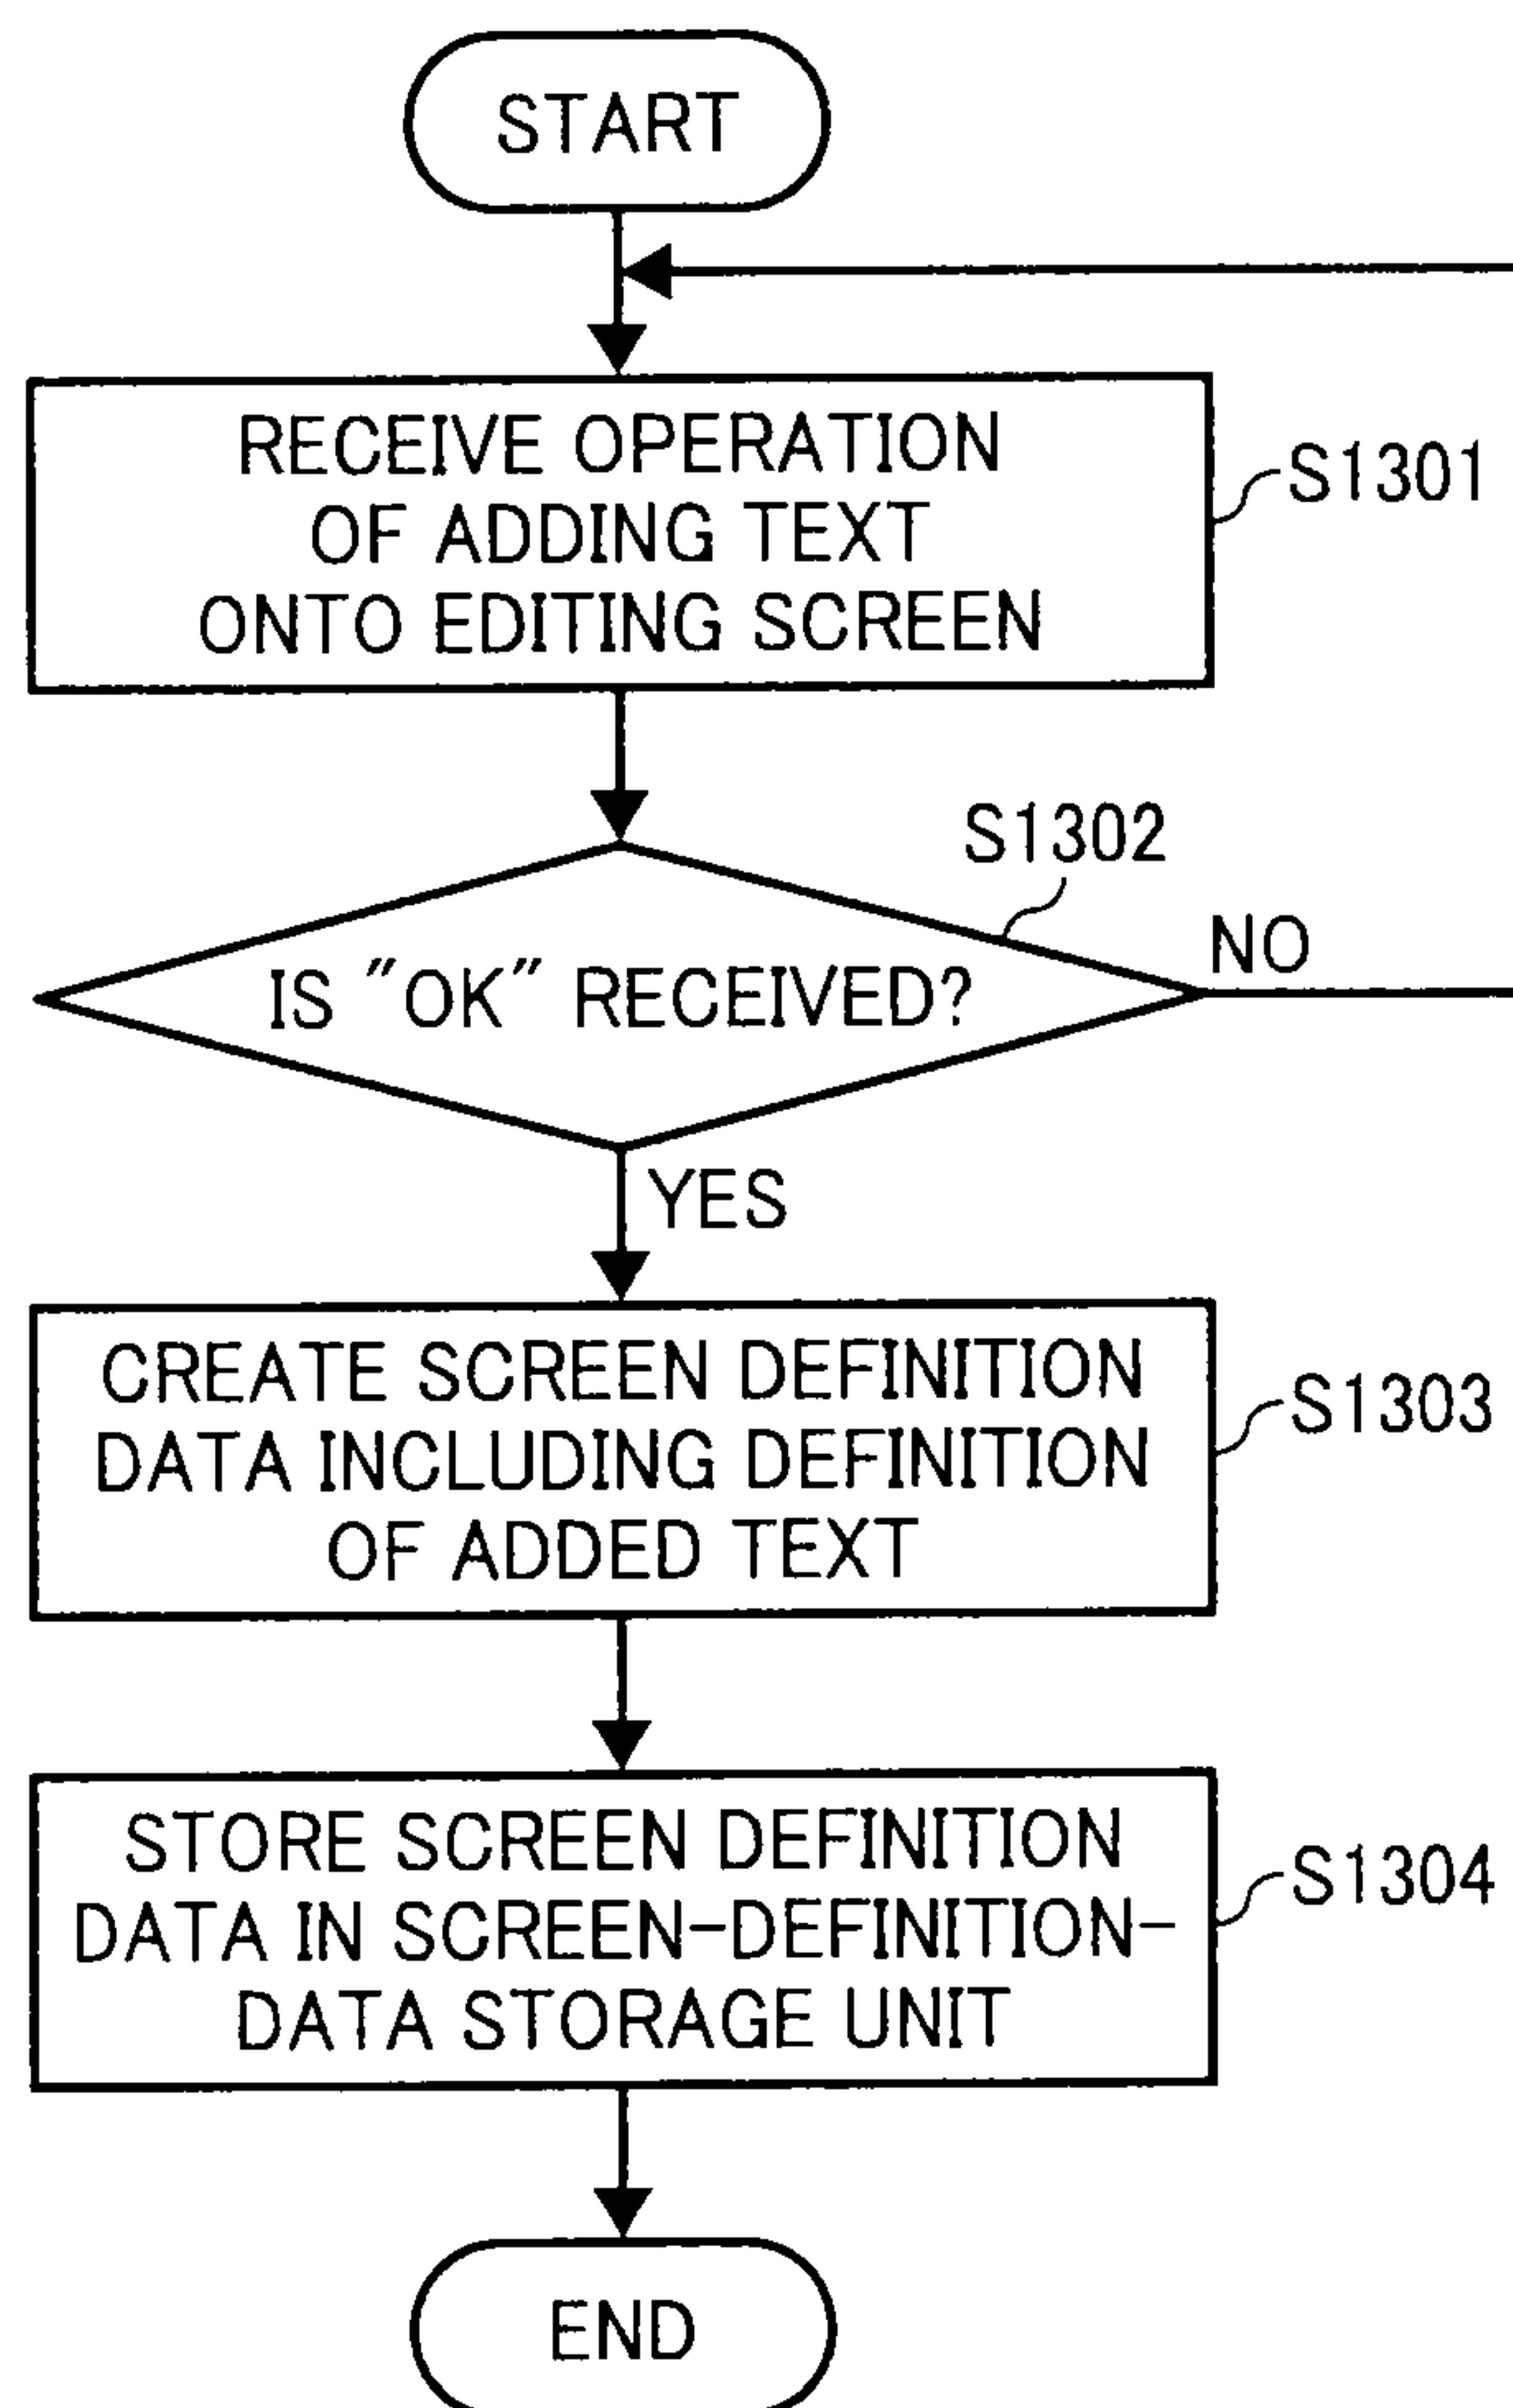 START
RECEIVE OPERATION
OF ADDING TEXT
ONTO EDITING SCREEN
S1301
S1302
IS "OK" RECEIVED?
NO
YES
CREATE SCREEN DEFINITION
DATA INCLUDING DEFINITION
OF ADDED TEXT
S1303
STORE SCREEN DEFINITION
DATA IN SCREEN-DEFINITION-
DATA STORAGE UNIT
S1304
END